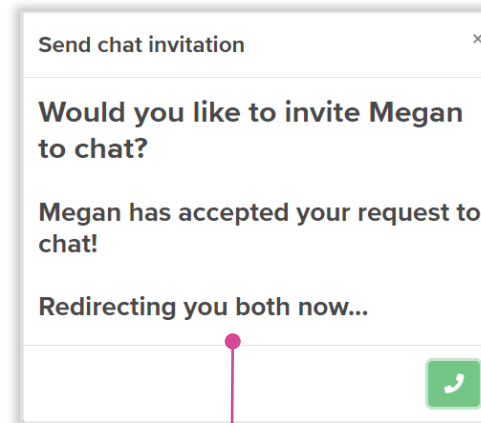 Send chat invitation ×
Would you like to invite Megan
to chat?
Megan has accepted your request to
chat!
Redirecting you both now...